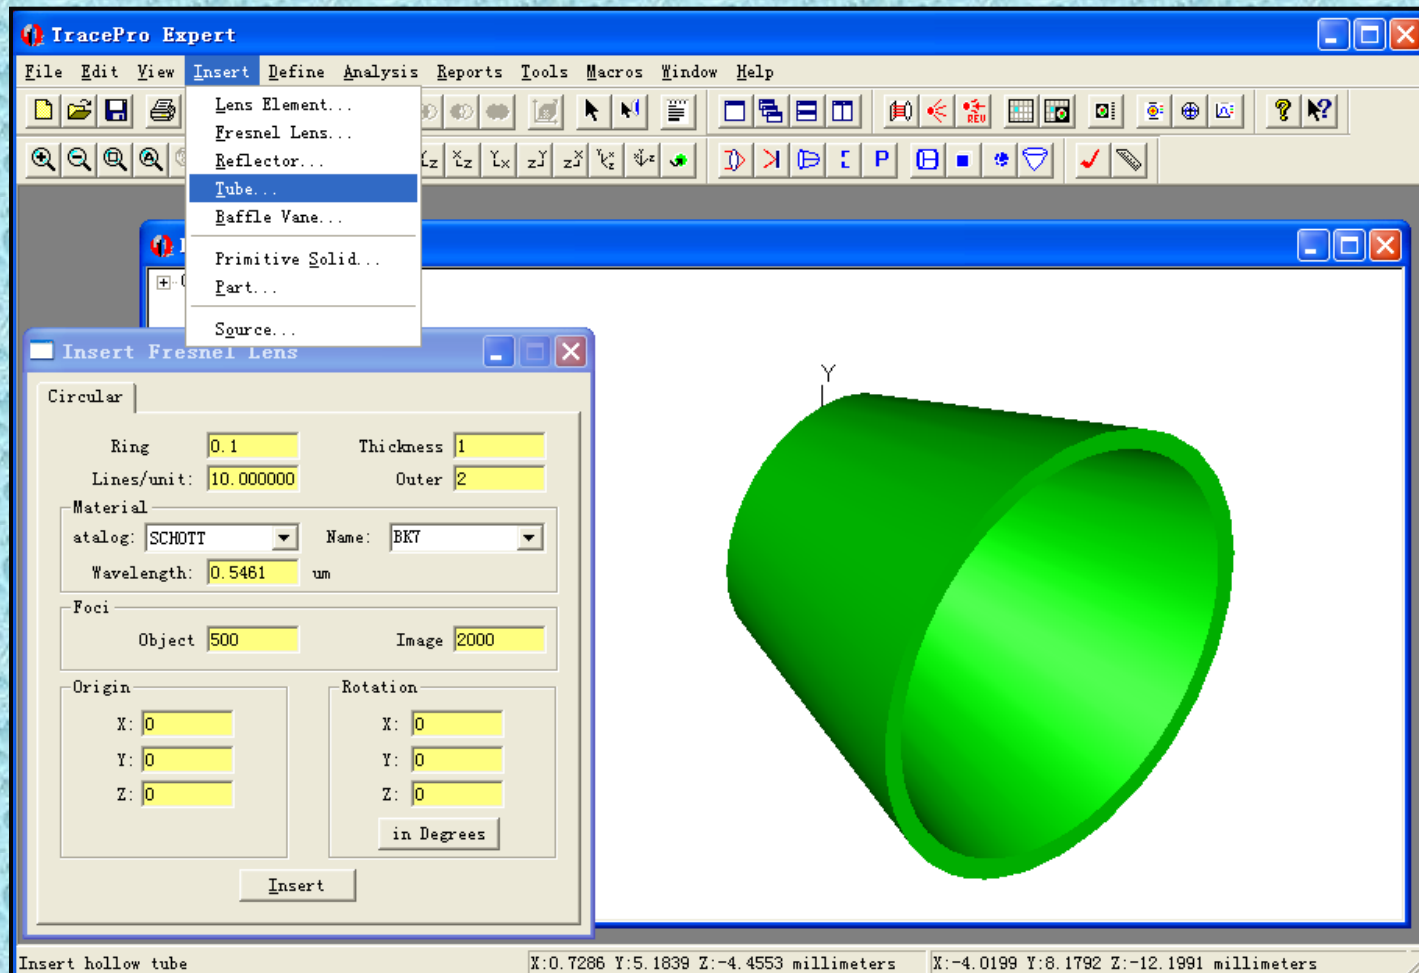 TracePro Expert
File Edit View Insert Define Analysis Reports Tools Macros Window Help
Lens Element...
Fresnel Lens...
Reflector...
Tube...
Baffle Vane...
Primitive Solid...
Part...
Source...
REV
P
Insert Fresnel Lens
Circular
Ring 0.1 Thickness 1
Lines/unit: 10.000000 Outer 2
Material
atalog: SCHOTT Name: BK7
Wavelength: 0.5461 um
Foci
Object 500 Image 2000
Origin Rotation
X: 0 X: 0
Y: 0 Y: 0
Z: 0 Z: 0
in Degrees
Insert
Y
Insert hollow tube X:0.7286 Y:5.1839 Z:-4.4553 millimeters X:-4.0199 Y:8.1792 Z:-12.1991 millimeters